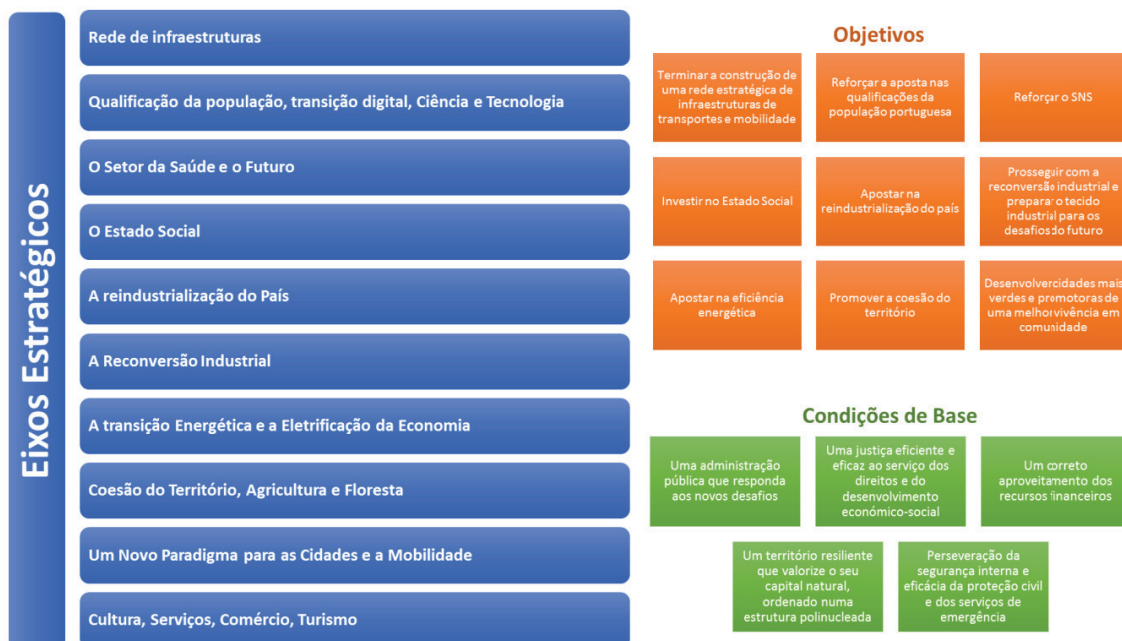 Eixos Estratégicos
Rede de infraestruturas
Qualificação da população, transição digital, Ciência e Tecnologia
O Setor da Saúde e o Futuro
O Estado Social
A reindustrialização do País
A Reconversão Industrial
A transição Energética e a Eletrificação da Economia
Coesão do Território, Agricultura e Floresta
Um Novo Paradigma para as Cidades e a Mobilidade
Cultura, Serviços, Comércio, Turismo
Objetivos
Terminar a construção de
uma rede estratégica de
infraestruturas de
transportes e mobilidade
Reforçar a aposta nas
qualificações da
população portuguesa
Reforçar o SNS
Investir no Estado Social
Apostar na
reindustrialização do país
Prosseguir com a
reconversão industrial e
preparar o tecido
industrial para os
desafios do futuro
Apostar na eficiência
energética
Promover a coesão do
território
Desenvolver cidades mais
verdes e promotoras de
uma melhor vivência em
comunidade
Condições de Base
Uma administração
pública que responda
aos novos desafios
Uma justiça eficiente e
eficaz ao serviço dos
direitos e do
desenvolvimento
económico-social
Um correto
aproveitamento dos
recursos financeiros
Um território resiliente
que valorize o seu
capital natural,
ordenado numa
estrutura polinucleada
Perseveração da
segurança interna e
eficácia da proteção civil
e dos serviços de
emergência